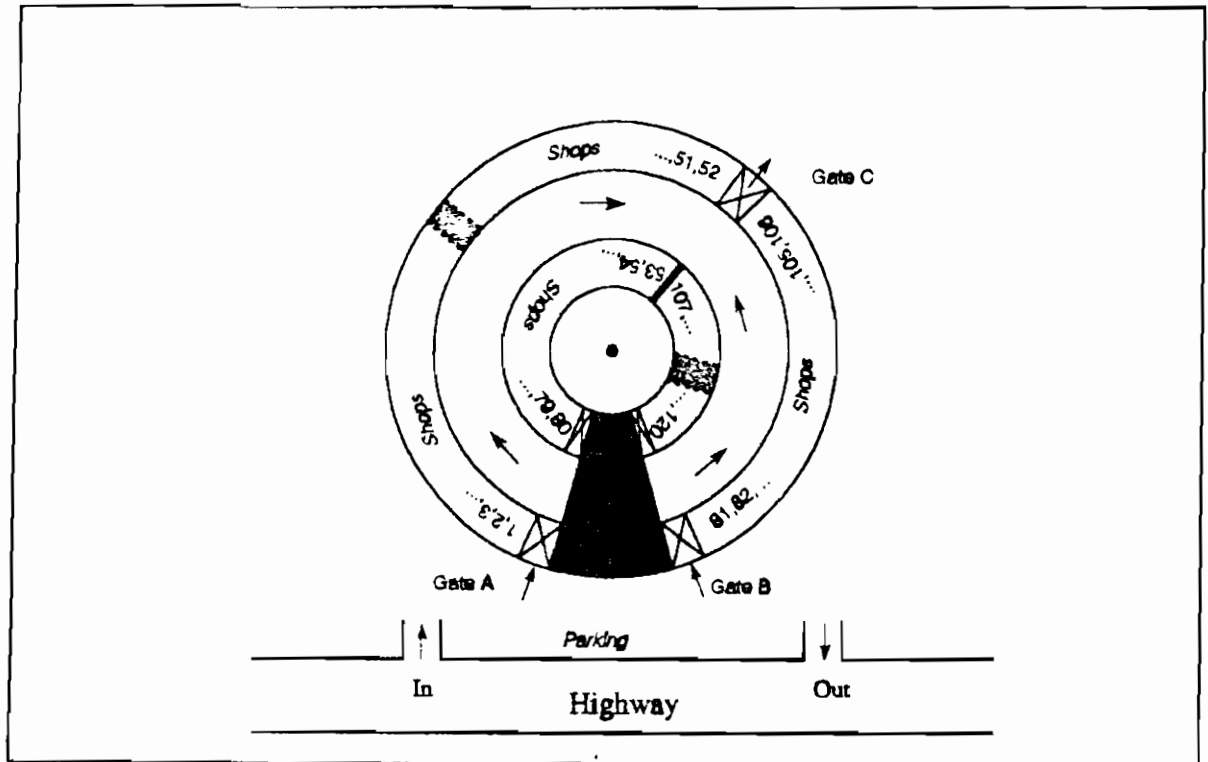 Shops
....,51,52
Gate C
....,105,106
53,54,....
107,....
Shops
Shops
Shops
....,79,80
....,120
1,2,3,....
81,82,...
Gate A
Gate B
Parking
In
Out
Highway